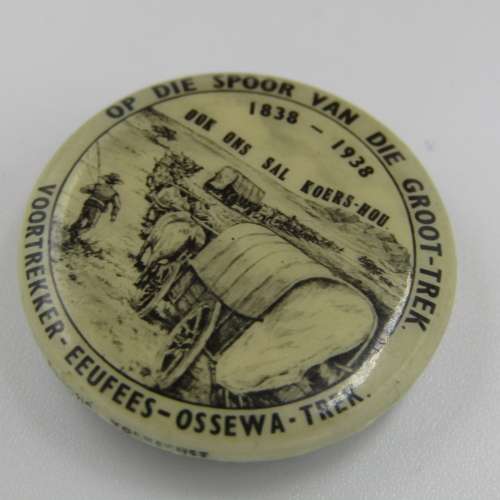 OP DIE SPOOR VAN DIE GROOT-TREK.
1838 - 1938
OOK ONS SAL KOERS-HOU.
VOORTREKKER-EEUFEES-OSSEWA-TREK.